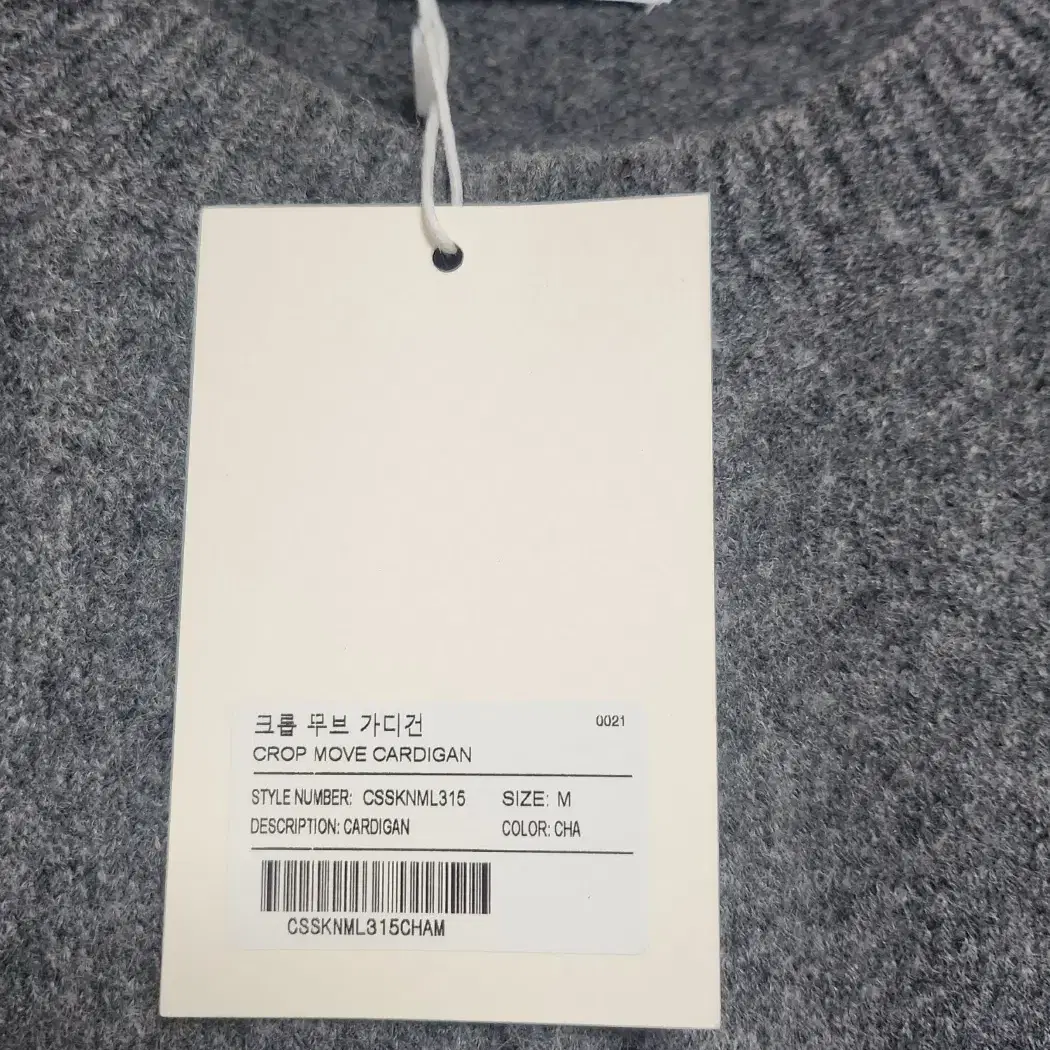 크롭 무브 가디건 0021
CROP MOVE CARDIGAN
STYLE NUMBER: CSSKNML315 SIZE: M
DESCRIPTION: CARDIGAN COLOR: CHA
CSSKNML315CHAM